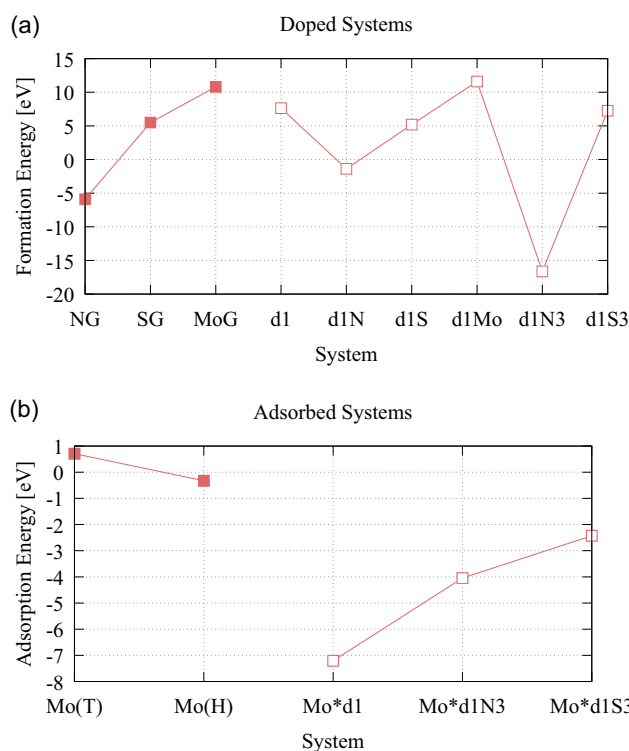 (a)
Doped Systems
Formation Energy [eV]
15
10
5
0
-5
-10
-15
-20
NG SG MoG d1 d1N d1S d1Mo d1N3 d1S3
System
(b)
Adsorbed Systems
Adsorption Energy [eV]
1
0
-1
-2
-3
-4
-5
-6
-7
-8
Mo(T) Mo(H) Mo*d1 Mo*d1N3 Mo*d1S3
System